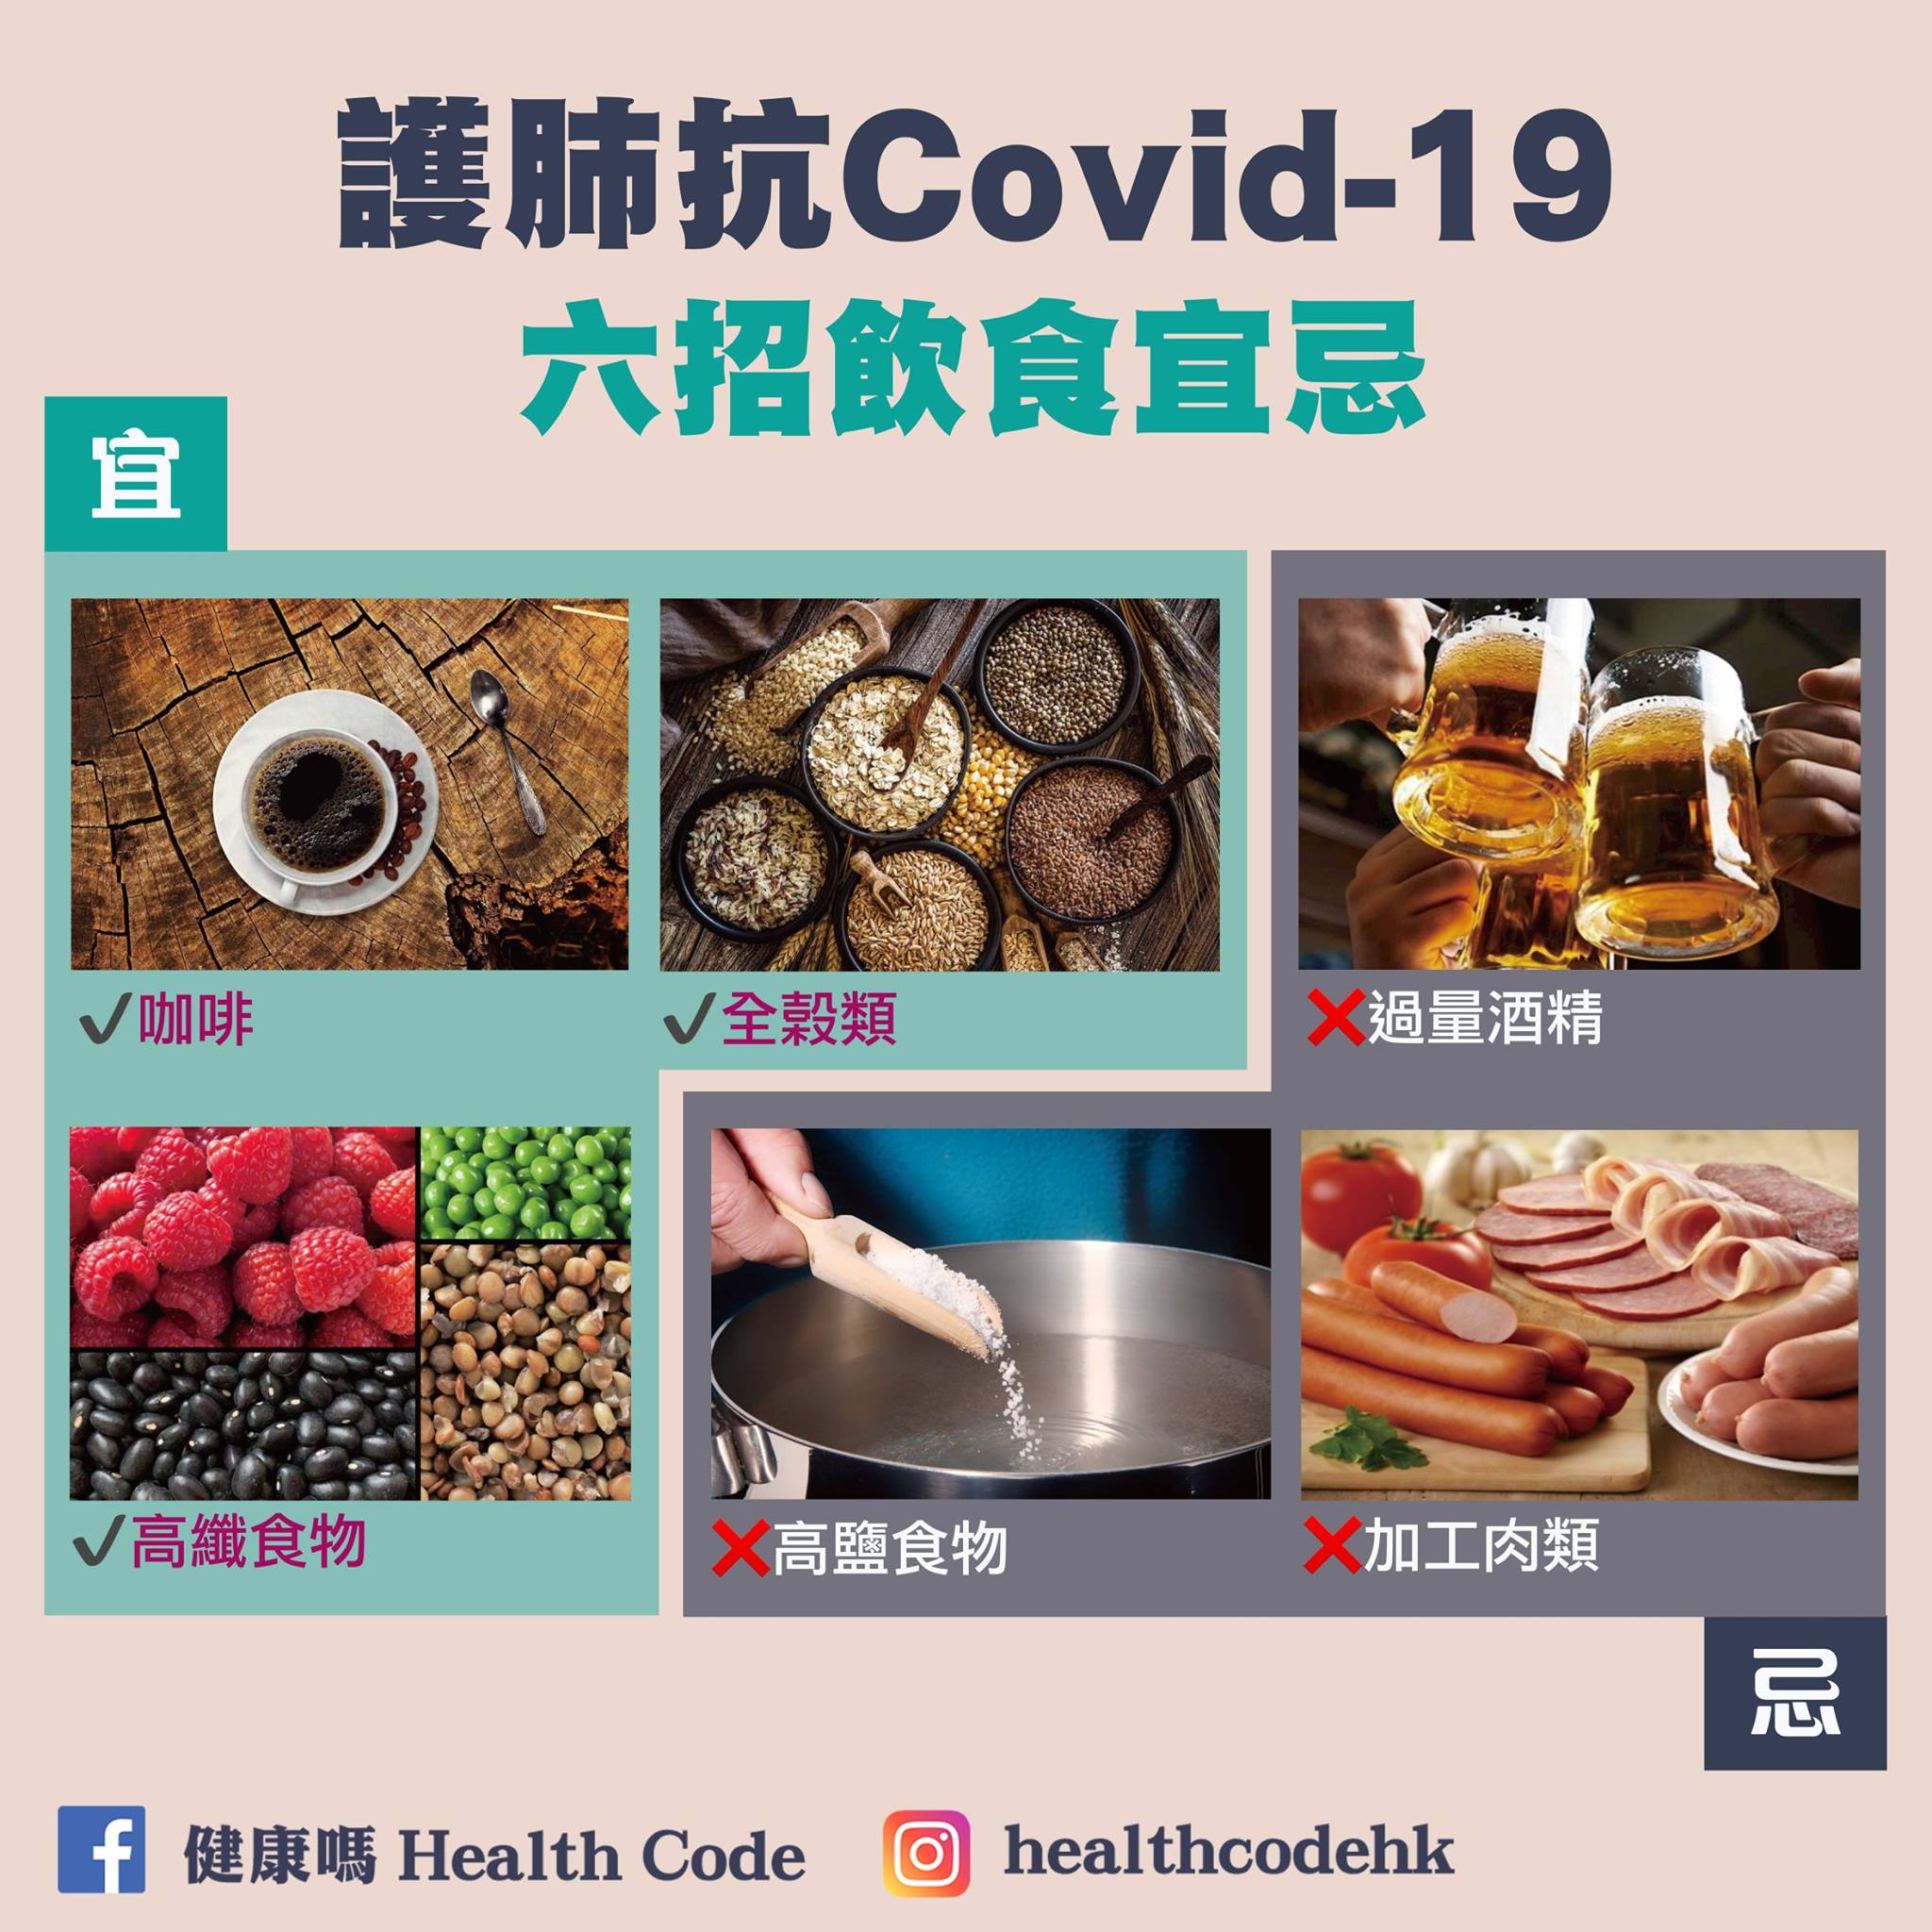 護肺抗Covid-19
六招飲食宜忌
宜
咖啡
全穀類
過量酒精
高纖食物
高鹽食物
加工肉類
忌
健康嗎 Health Code
healthcodehk